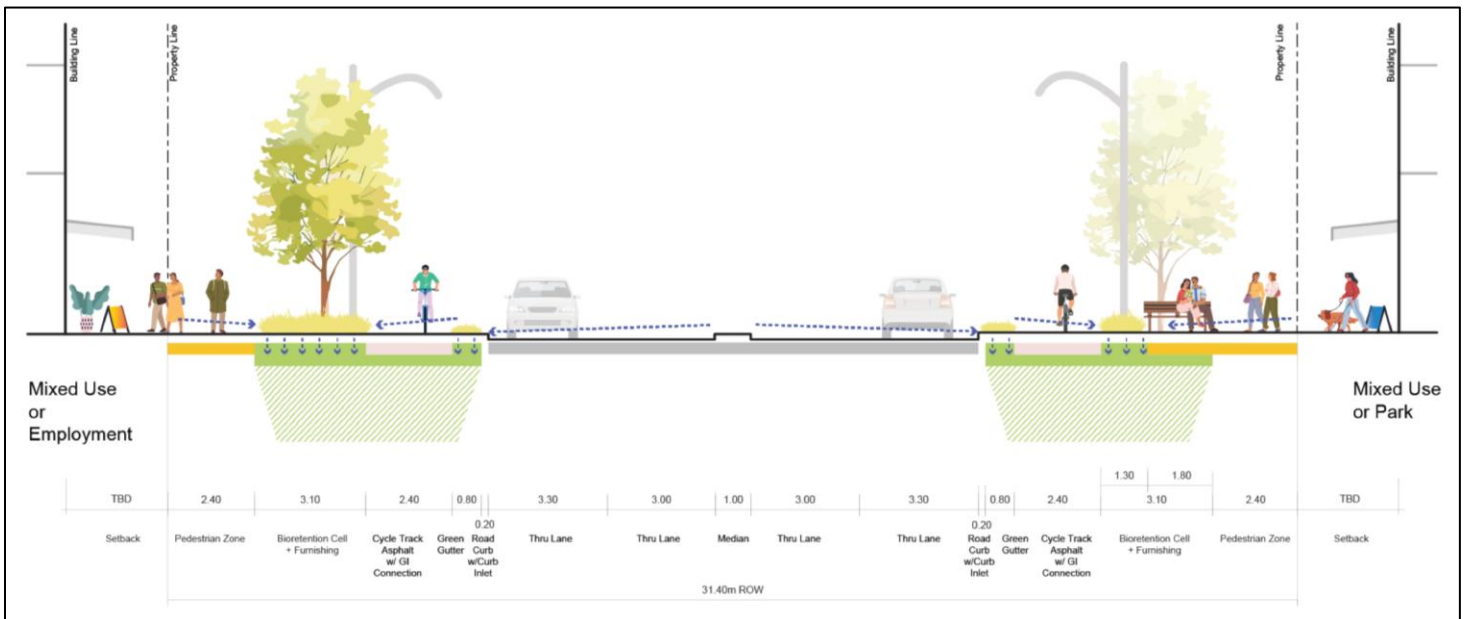 Building Line
Property Line
Property Line
Building Line
Mixed Use
or
Employment
Mixed Use
or Park
1.30 1.80
TBD 2.40 3.10 2.40 0.80 3.30 3.00 1.00 3.00 3.30 0.80 2.40 3.10 2.40 TBD
0.20 0.20
Setback Pedestrian Zone Bioretention Cell Cycle Track Green Road Thru Lane Thru Lane Median Thru Lane Thru Lane Road Green Cycle Track Bioretention Cell Pedestrian Zone Setback
+ Furnishing Asphalt Gutter Curb Curb Gutter Asphalt + Furnishing
w/ GI w/Curb w/Curb w/ GI
Connection Inlet Inlet Connection
31.40m ROW